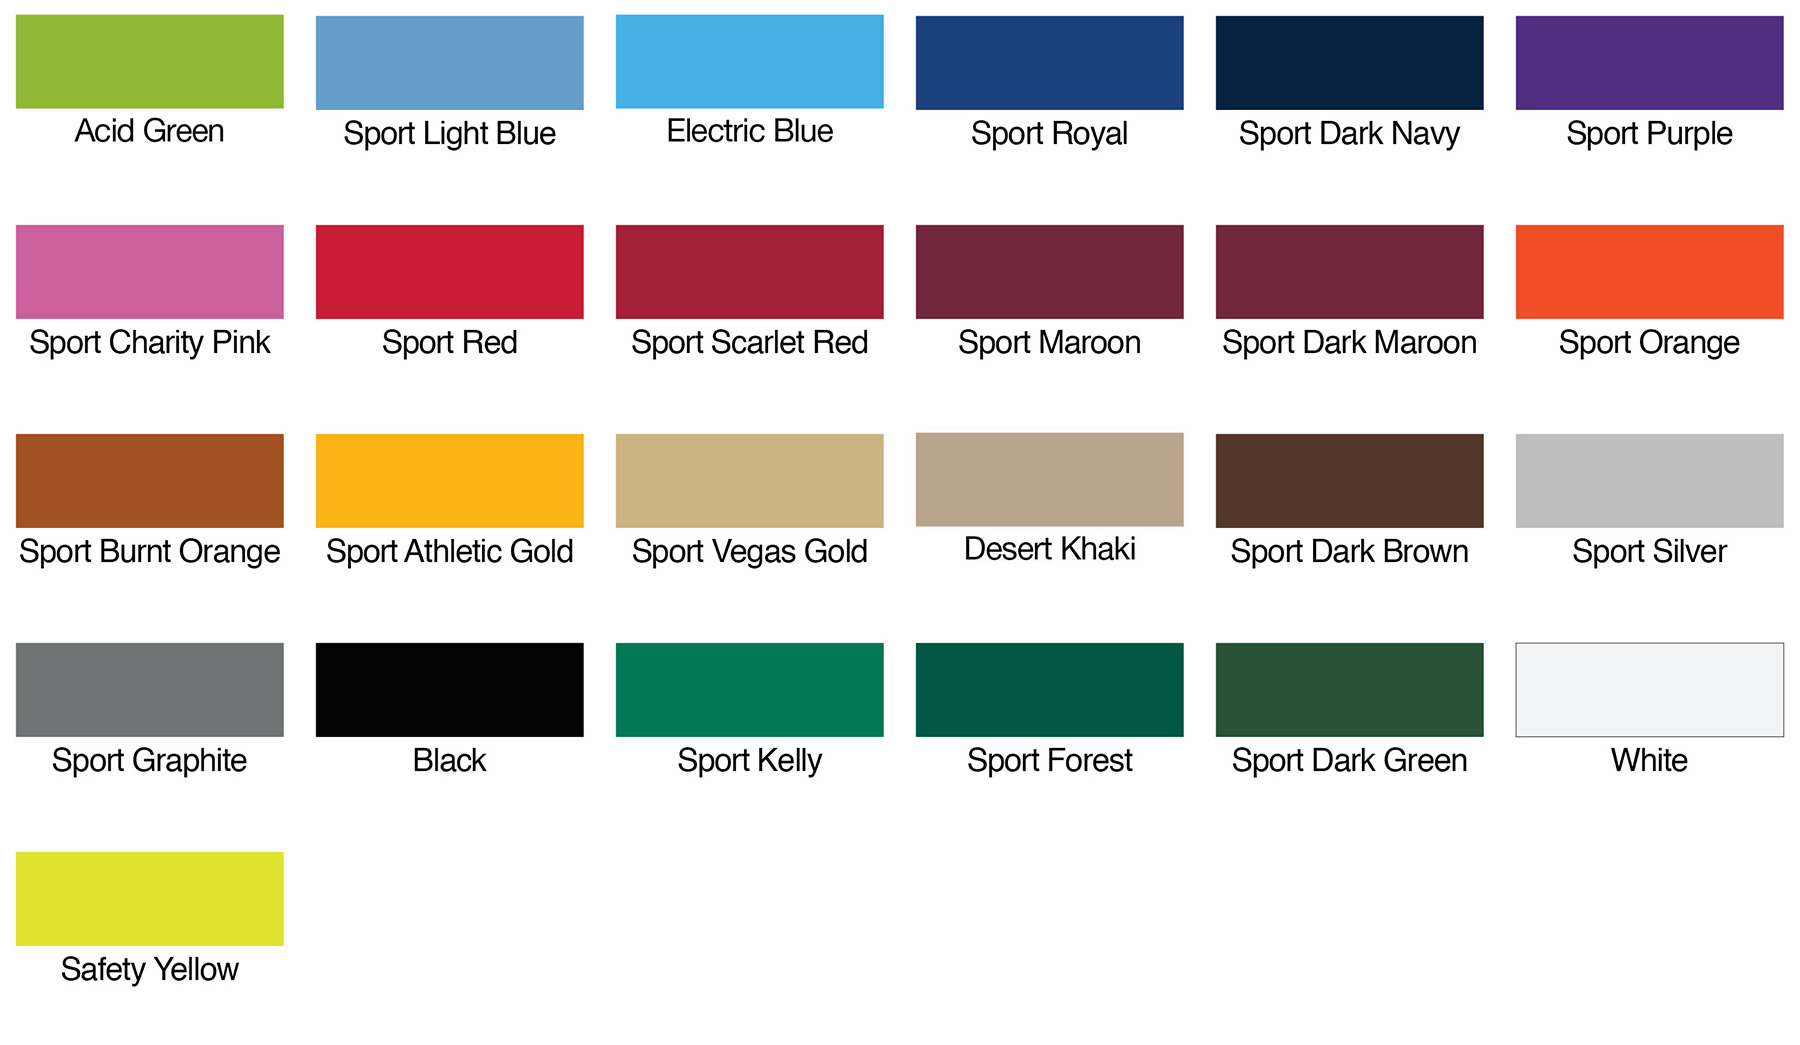 Acid Green
Sport Light Blue
Electric Blue
Sport Royal
Sport Dark Navy
Sport Purple
Sport Charity Pink
Sport Red
Sport Scarlet Red
Sport Maroon
Sport Dark Maroon
Sport Orange
Sport Burnt Orange
Sport Athletic Gold
Sport Vegas Gold
Desert Khaki
Sport Dark Brown
Sport Silver
Sport Graphite
Black
Sport Kelly
Sport Forest
Sport Dark Green
White
Safety Yellow